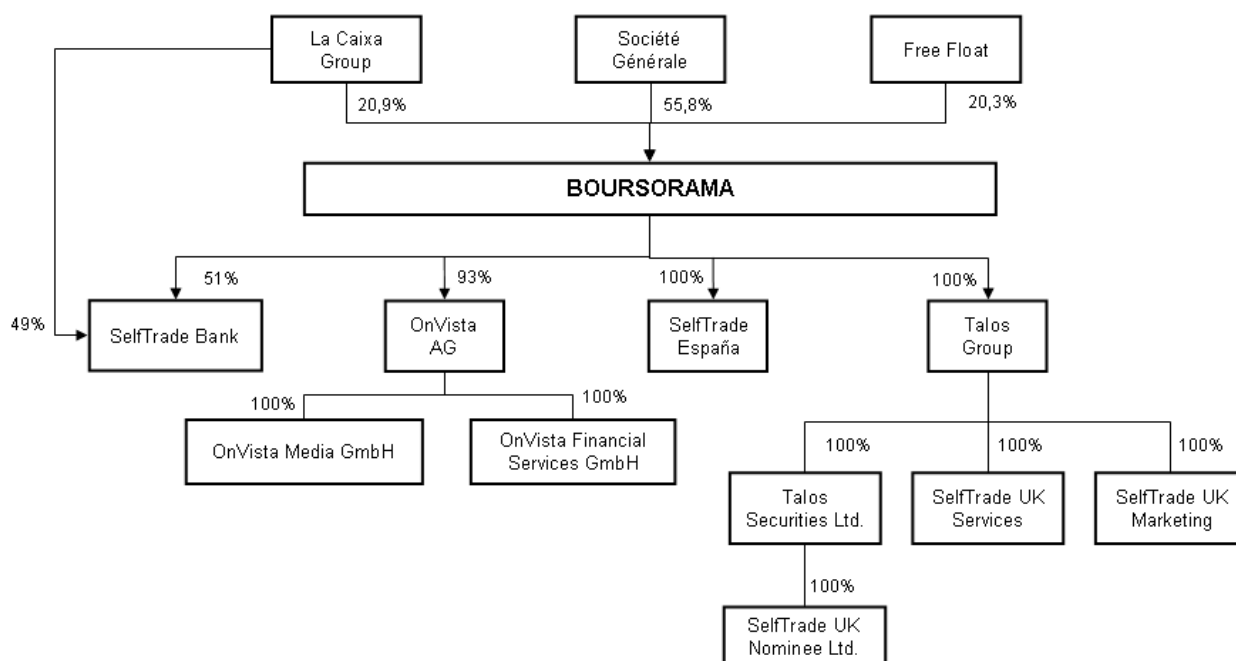 La Caixa
Group
Société
Générale
Free Float
20,9%
55,8%
20,3%
BOURSORAMA
51%
93%
100%
100%
49%
SelfTrade Bank
OnVista
AG
SelfTrade
España
Talos
Group
100%
100%
OnVista Media GmbH
OnVista Financial
Services GmbH
100%
100%
100%
Talos
Securities Ltd.
SelfTrade UK
Services
SelfTrade UK
Marketing
100%
SelfTrade UK
Nominee Ltd.